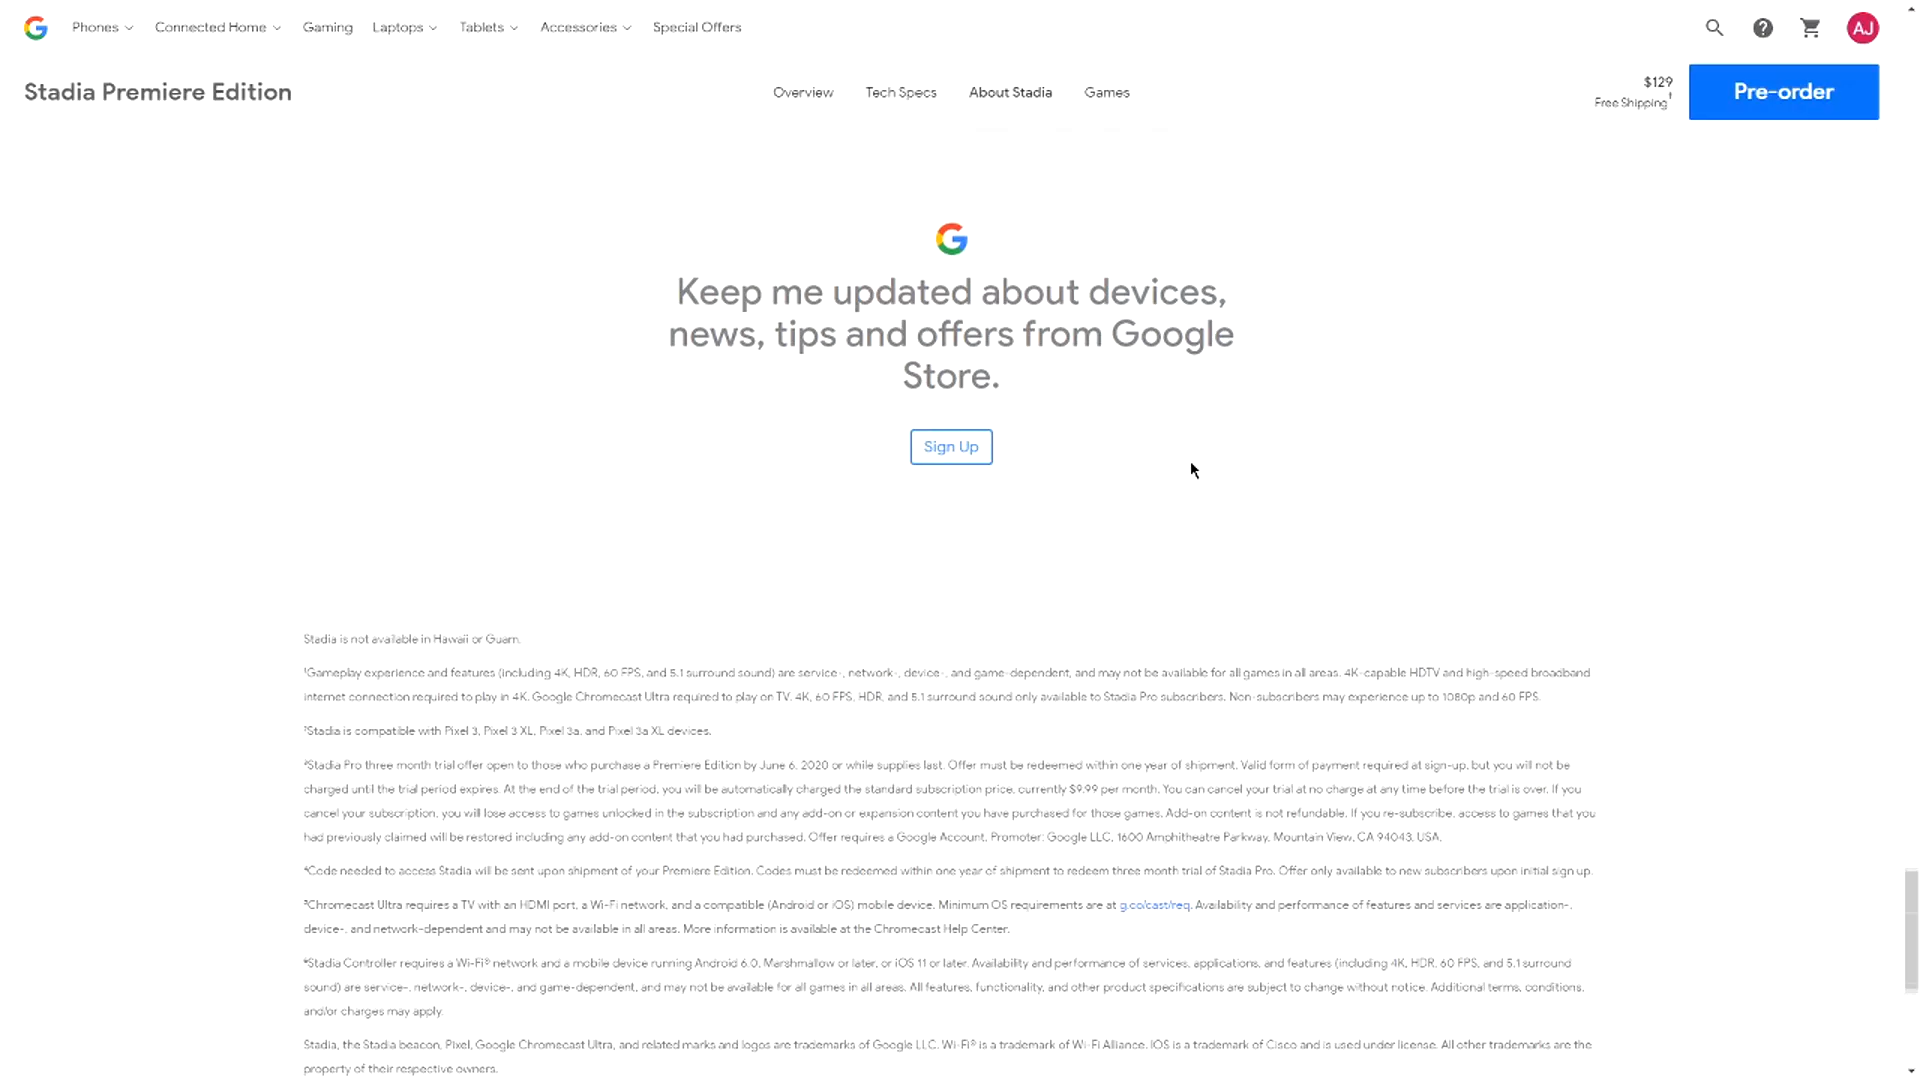 Phones Connected Home Gaming Laptops Tablets Accessories Special Offers AJ
Stadia Premiere Edition Overview Tech Specs About Stadia Games $129 Pre-order
Free Shipping¹
G
Keep me updated about devices,
news, tips and offers from Google
Store.
Sign Up
Stadia is not available in Hawaii or Guam.
¹Gameplay experience and features (including 4K, HDR, 60 FPS, and 5.1 surround sound) are service-, network-, device-, and game-dependent, and may not be available for all games in all areas. 4K-capable HDTV and high-speed broadband
internet connection required to play in 4K. Google Chromecast Ultra required to play on TV. 4K, 60 FPS, HDR, and 5.1 surround sound only available to Stadia Pro subscribers. Non-subscribers may experience up to 1080p and 60 FPS.
²Stadia is compatible with Pixel 3, Pixel 3 XL, Pixel 3a, and Pixel 3a XL devices.
³Stadia Pro three month trial offer open to those who purchase a Premiere Edition by June 6, 2020 or while supplies last. Offer must be redeemed within one year of shipment. Valid form of payment required at sign-up, but you will not be
charged until the trial period expires. At the end of the trial period, you will be automatically charged the standard subscription price, currently $9.99 per month. You can cancel your trial at no charge at any time before the trial is over. If you
cancel your subscription, you will lose access to games unlocked in the subscription and any add-on or expansion content you have purchased for those games. Add-on content is not refundable. If you re-subscribe, access to games that you
had previously claimed will be restored including any add-on content that you had purchased. Offer requires a Google Account. Promoter: Google LLC, 1600 Amphitheatre Parkway, Mountain View, CA 94043, USA.
⁴Code needed to access Stadia will be sent upon shipment of your Premiere Edition. Codes must be redeemed within one year of shipment to redeem three month trial of Stadia Pro. Offer only available to new subscribers upon initial sign up.
⁵Chromecast Ultra requires a TV with an HDMI port, a Wi-Fi network, and a compatible (Android or iOS) mobile device. Minimum OS requirements are at g.co/cast/req. Availability and performance of features and services are application-,
device-, and network-dependent and may not be available in all areas. More information is available at the Chromecast Help Center.
⁶Stadia Controller requires a Wi-Fi® network and a mobile device running Android 6.0, Marshmallow or later, or iOS 11 or later. Availability and performance of services, applications, and features (including 4K, HDR, 60 FPS, and 5.1 surround
sound) are service-, network-, device-, and game-dependent, and may not be available for all games in all areas. All features, functionality, and other product specifications are subject to change without notice. Additional terms, conditions,
and/or charges may apply.
Stadia, the Stadia beacon, Pixel, Google Chromecast Ultra, and related marks and logos are trademarks of Google LLC. Wi-Fi® is a trademark of Wi-Fi Alliance. IOS is a trademark of Cisco and is used under license. All other trademarks are the
property of their respective owners.